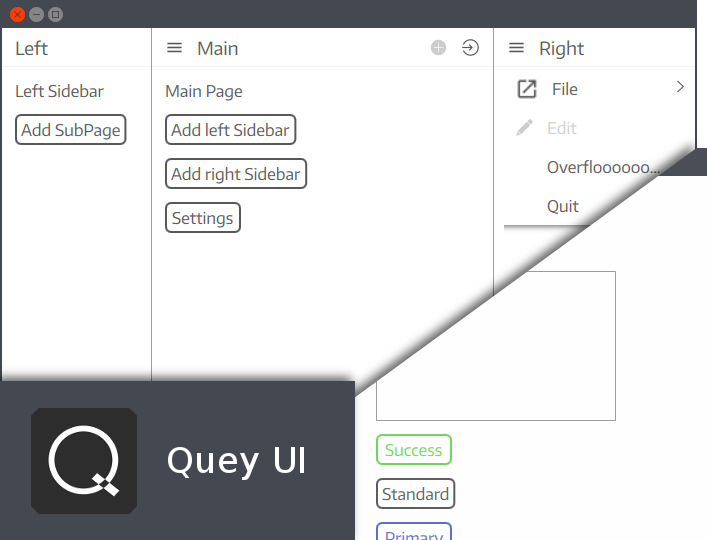 Left
Main
Right
Left Sidebar
Add SubPage
Main Page
Add left Sidebar
Add right Sidebar
Settings
File
Edit
Overfloooooo...
Quit
Quey UI
Success
Standard
Primary